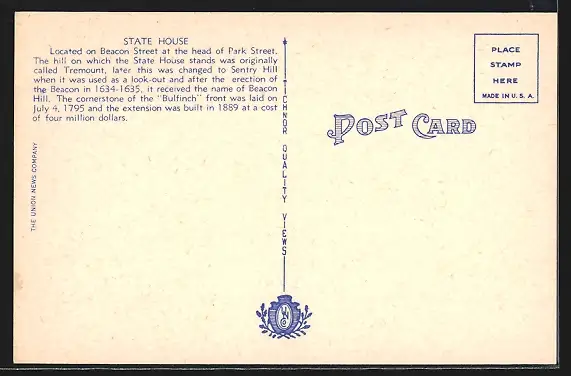 STATE HOUSE
Located on Beacon Street at the head of Park Street.
The hill on which the State House stands was originally
called Tremount, later this was changed to Sentry Hill
when it was used as a look-out and after the erection of
the Beacon in 1634-1635, it received the name of Beacon
Hill. The cornerstone of the "Bulfinch" front was laid on
July 4, 1795 and the extension was built in 1889 at a cost
of four million dollars.
THE UNION NEWS COMPANY
TICHNOR QUALITY VIEWS
POST CARD
PLACE
STAMP
HERE
MADE IN U. S. A.